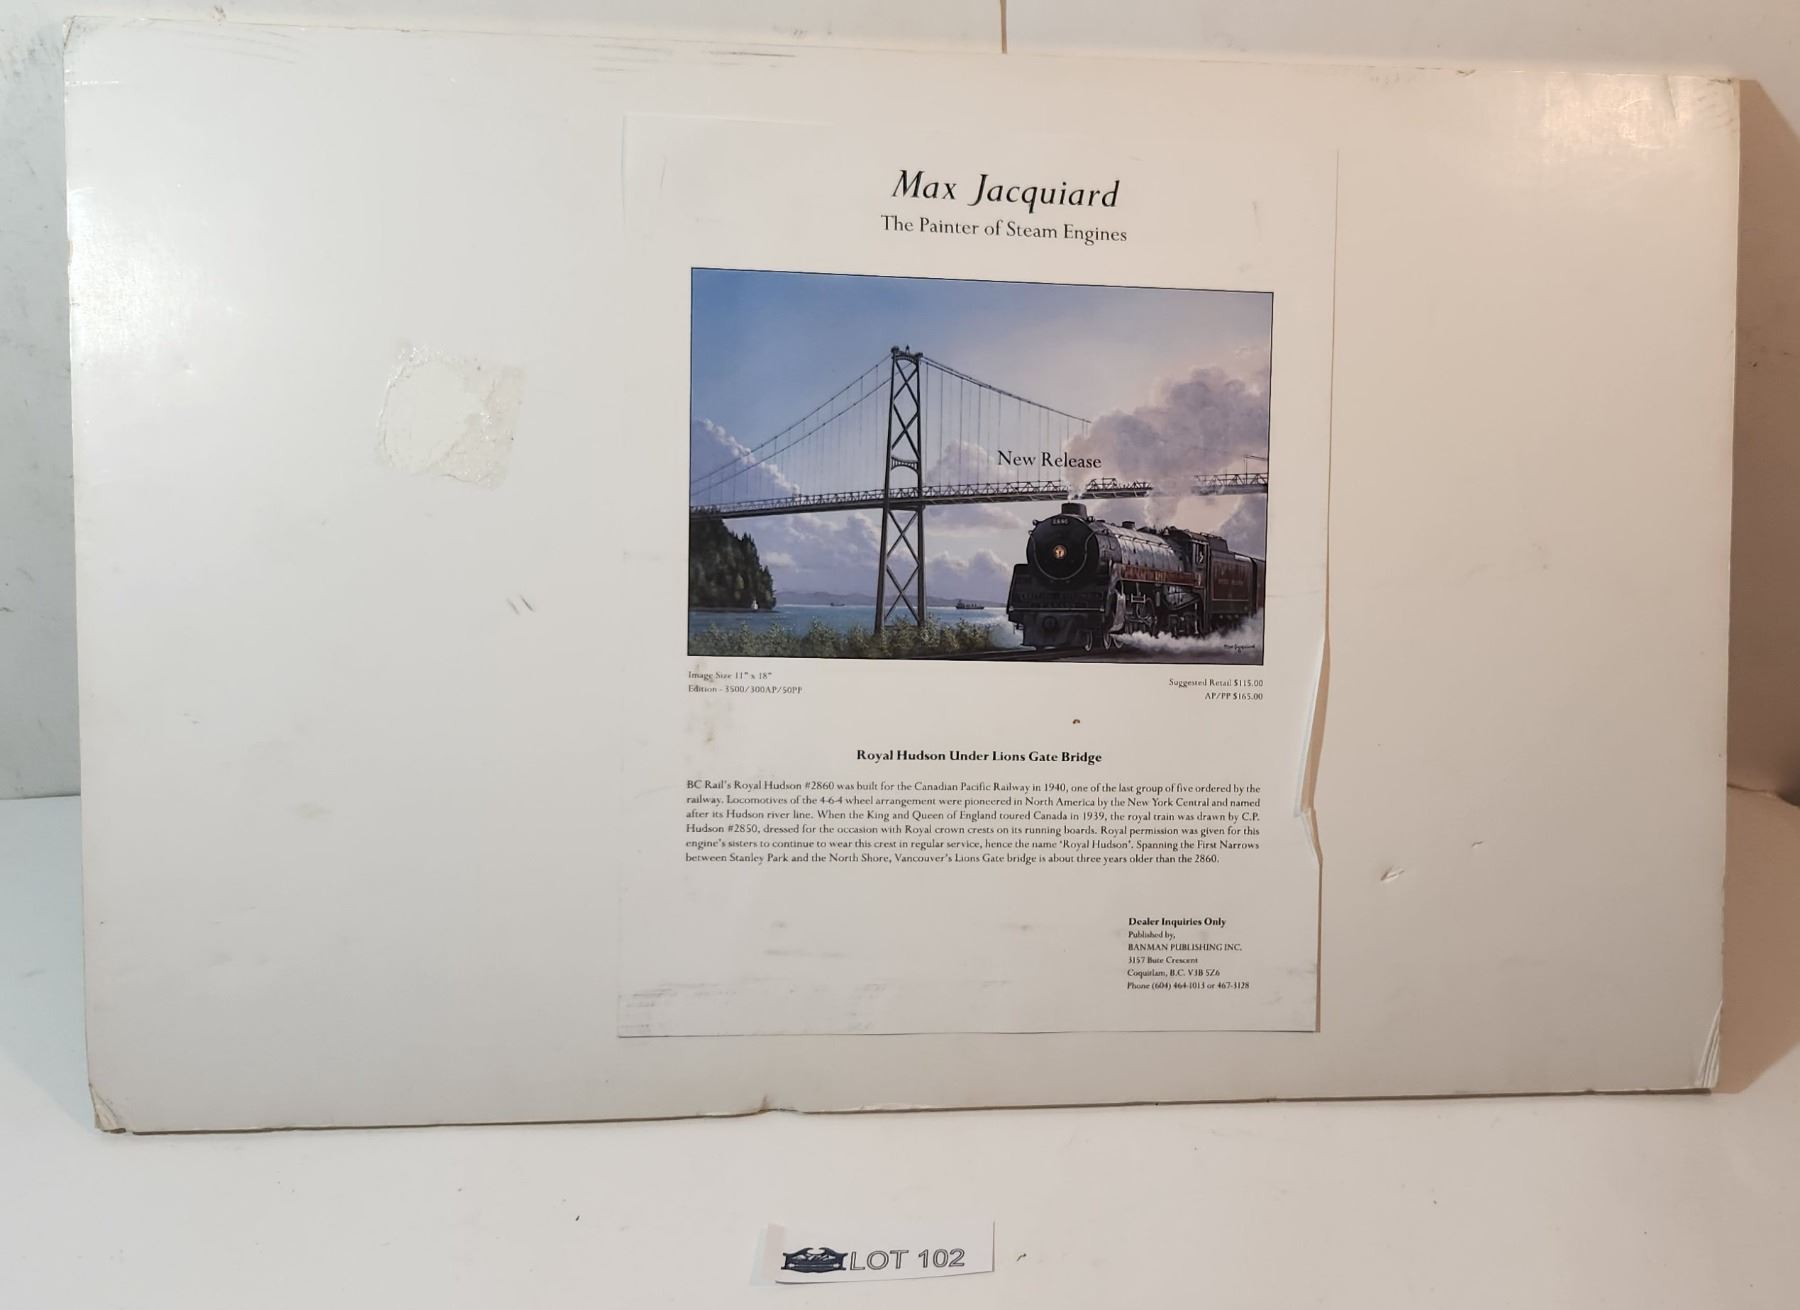 Max Jacquiard
The Painter of Steam Engines
New Release
2860
Image Size 11" x 18"
Edition - 3500/300AP/50PP
Suggested Retail $115.00
AP/PP $165.00
Royal Hudson Under Lions Gate Bridge
BC Rail's Royal Hudson #2860 was built for the Canadian Pacific Railway in 1940, one of the last group of five ordered by the
railway. Locomotives of the 4-6-4 wheel arrangement were pioneered in North America by the New York Central and named
after its Hudson river line. When the King and Queen of England toured Canada in 1939, the royal train was drawn by C.P.
Hudson #2850, dressed for the occasion with Royal crown crests on its running boards. Royal permission was given for this
engine's sisters to continue to wear this crest in regular service, hence the name 'Royal Hudson'. Spanning the First Narrows
between Stanley Park and the North Shore, Vancouver's Lions Gate bridge is about three years older than the 2860.
Dealer Inquiries Only
Published by,
BANMAN PUBLISHING INC.
3157 Bute Crescent
Coquitlam, B.C. V3B 5Z6
Phone (604) 464-1013 or 467-3128
LOT 102